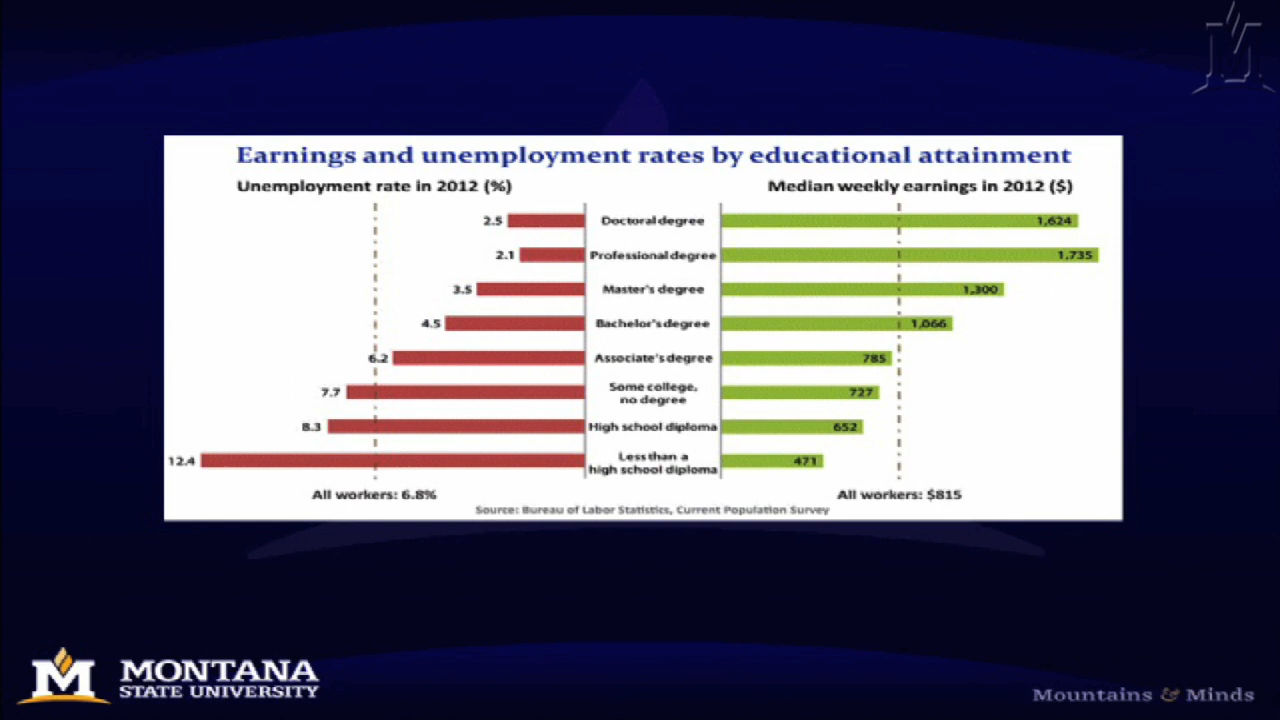 Earnings and unemployment rates by educational attainment
Unemployment rate in 2012 (%)
Median weekly earnings in 2012 ($)
2.5 Doctoral degree 1,624
2.1 Professional degree 1,735
3.5 Master's degree 1,300
4.5 Bachelor's degree 1,066
6.2 Associate's degree 785
7.7 Some college, 727
no degree
8.3 High school diploma 652
12.4 Less than a 471
high school diploma
All workers: 6.8%
All workers: $815
Source: Bureau of Labor Statistics, Current Population Survey
M MONTANA
STATE UNIVERSITY
Mountains & Minds
M